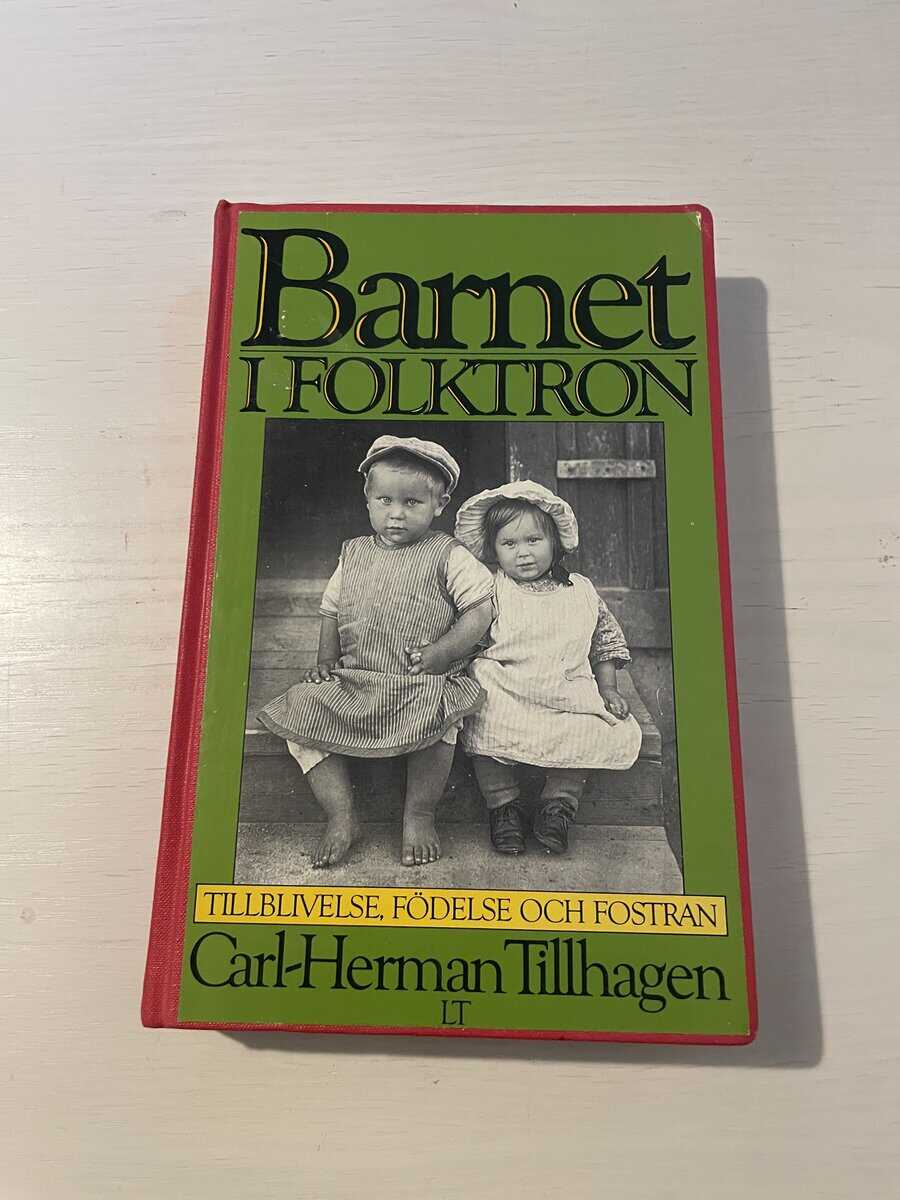 Barnet
I FOLKTRON
TILLBLIVELSE, FÖDELSE OCH FOSTRAN
Carl-Herman Tillhagen
LT